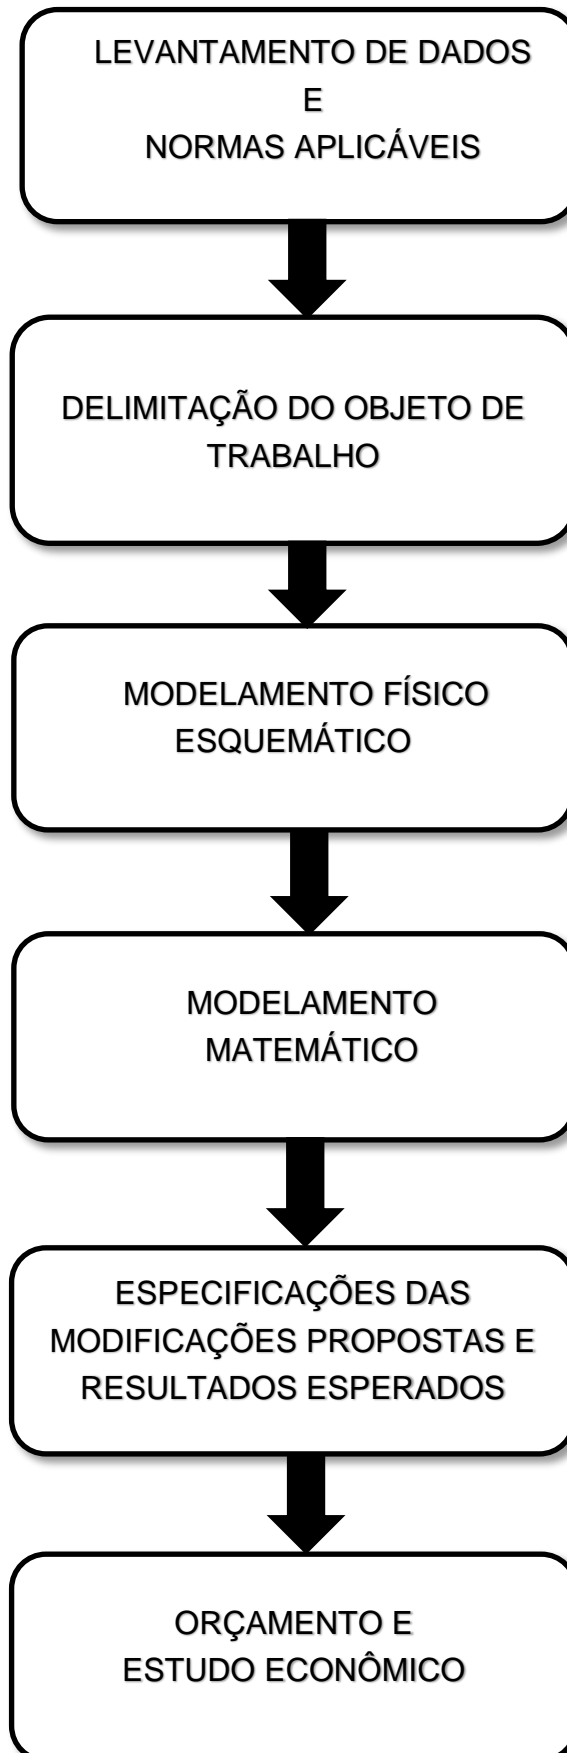 LEVANTAMENTO DE DADOS
E
NORMAS APLICÁVEIS
DELIMITAÇÃO DO OBJETO DE
TRABALHO
MODELAMENTO FÍSICO
ESQUEMÁTICO
MODELAMENTO
MATEMÁTICO
ESPECIFICAÇÕES DAS
MODIFICAÇÕES PROPOSTAS E
RESULTADOS ESPERADOS
ORÇAMENTO E
ESTUDO ECONÔMICO